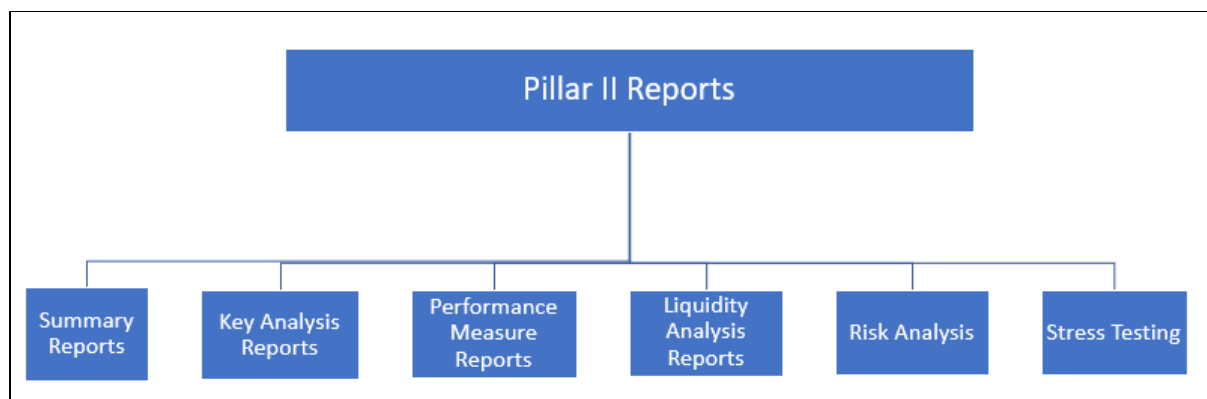 Pillar II Reports
Summary
Reports
Key Analysis
Reports
Performance
Measure
Reports
Liquidity
Analysis
Reports
Risk Analysis
Stress Testing